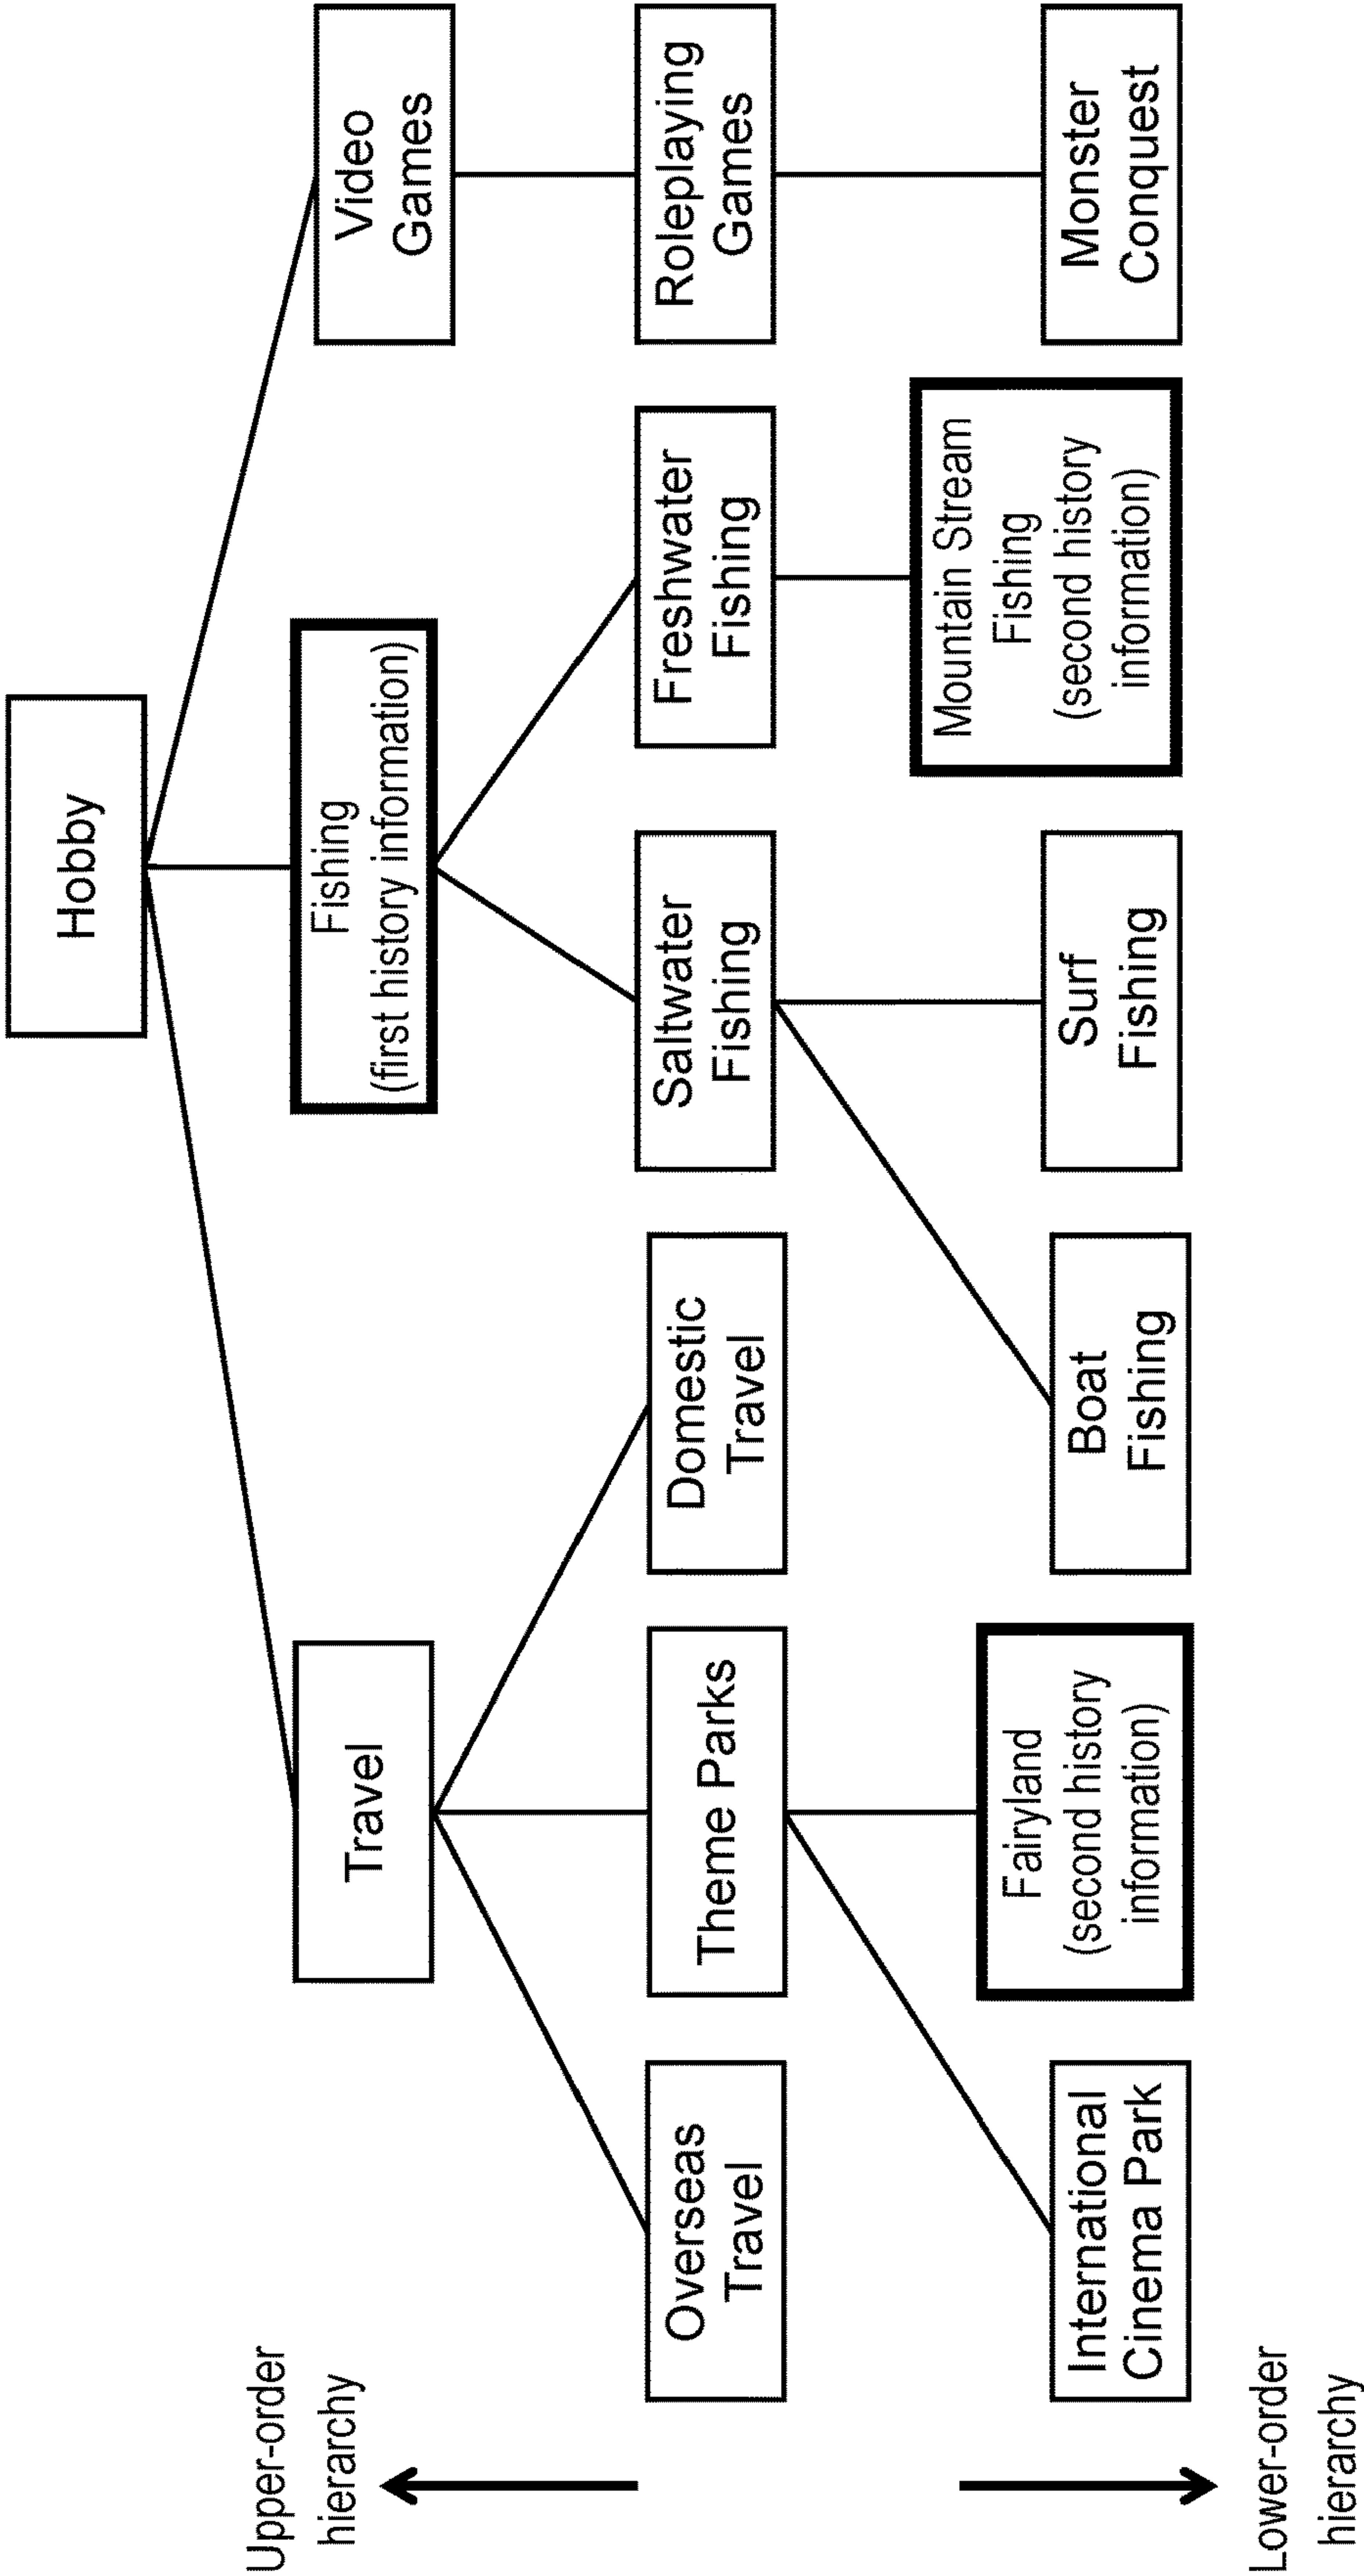 Hobby
Travel
Fishing
(first history information)
Video
Games
Upper-order
hierarchy
Overseas
Travel
Theme Parks
Domestic
Travel
Saltwater
Fishing
Freshwater
Fishing
Roleplaying
Games
International
Cinema Park
Fairyland
(second history
information)
Boat
Fishing
Surf
Fishing
Mountain Stream
Fishing
(second history
information)
Monster
Conquest
Lower-order
hierarchy